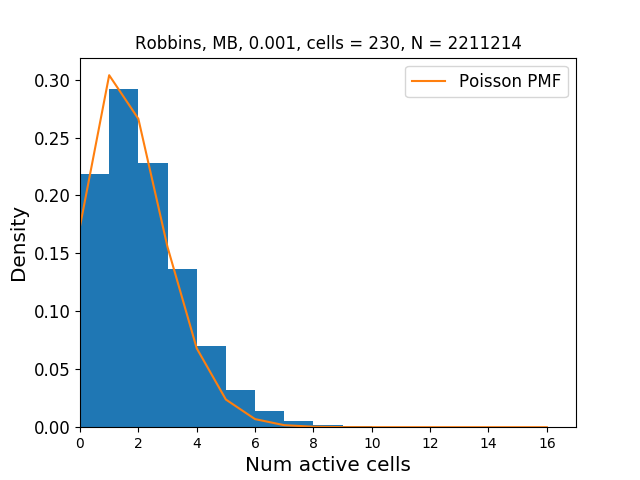 Robbins, MB, 0.001, cells = 230, N = 2211214
Poisson PMF
Density
0.30
0.25
0.20
0.15
0.10
0.05
0.00
0 2 4 6 8 10 12 14 16
Num active cells